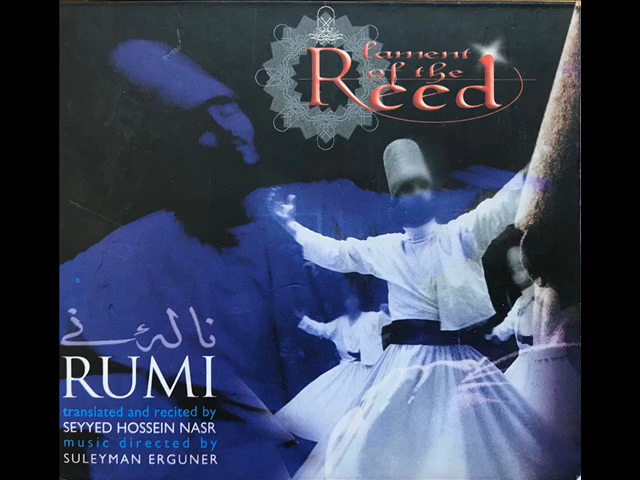 lament
of the
Reed
ناله‌ٔ نی
RUMI
translated and recited by
SEYYED HOSSEIN NASR
music directed by
SULEYMAN ERGUNER